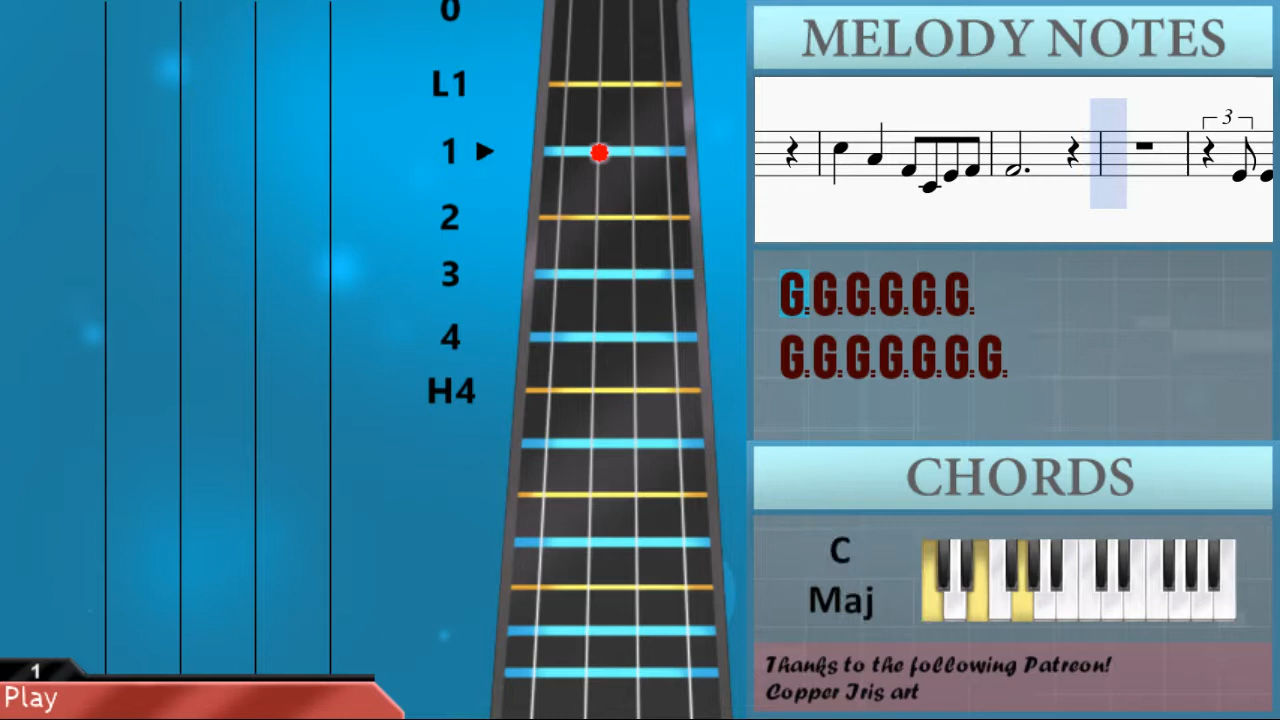 0
L1
1
2
3
4
H4
1
Play
MELODY NOTES
3
G.G.G.G.G.G.
G.G.G.G.G.G.G.
CHORDS
C
Maj
Thanks to the following Patreon!
Copper Iris art